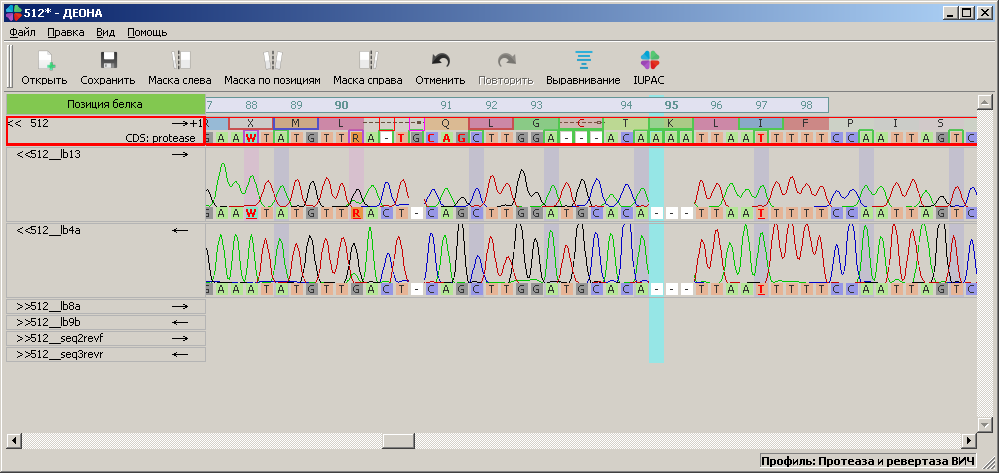 512* - ДЕОНА
Файл Правка Вид Помощь
Открыть Сохранить Маска слева Маска по позициям Маска справа Отменить Повторить Выравнивание IUPAC
Позиция белка 7 88 89 90 91 92 93 94 95 96 97 98
<< 512 +1 R X M L Q L G C T K L I F P I S
CDS: protease G A A W T A T G T T R A - T G C A G C T T G G A - - - A C A A A A T T A A T T T T T C C A A T T A G T C
<<512__lb13
G A A W T A T G T T R A C T - C A G C T T G G A T G C A C A - - - T T A A T T T T T C C A A T T A G T C
<<512__lb4a
G A A A T A T G T T G A C T - C A G C T T G G A T G C A C A - - - T T A A T T T T T C C A A T T A G T C
>>512__lb8a
>>512__lb9b
>>512__seq2revf
>>512__seq3revr
Профиль: Протеаза и ревертаза ВИЧ